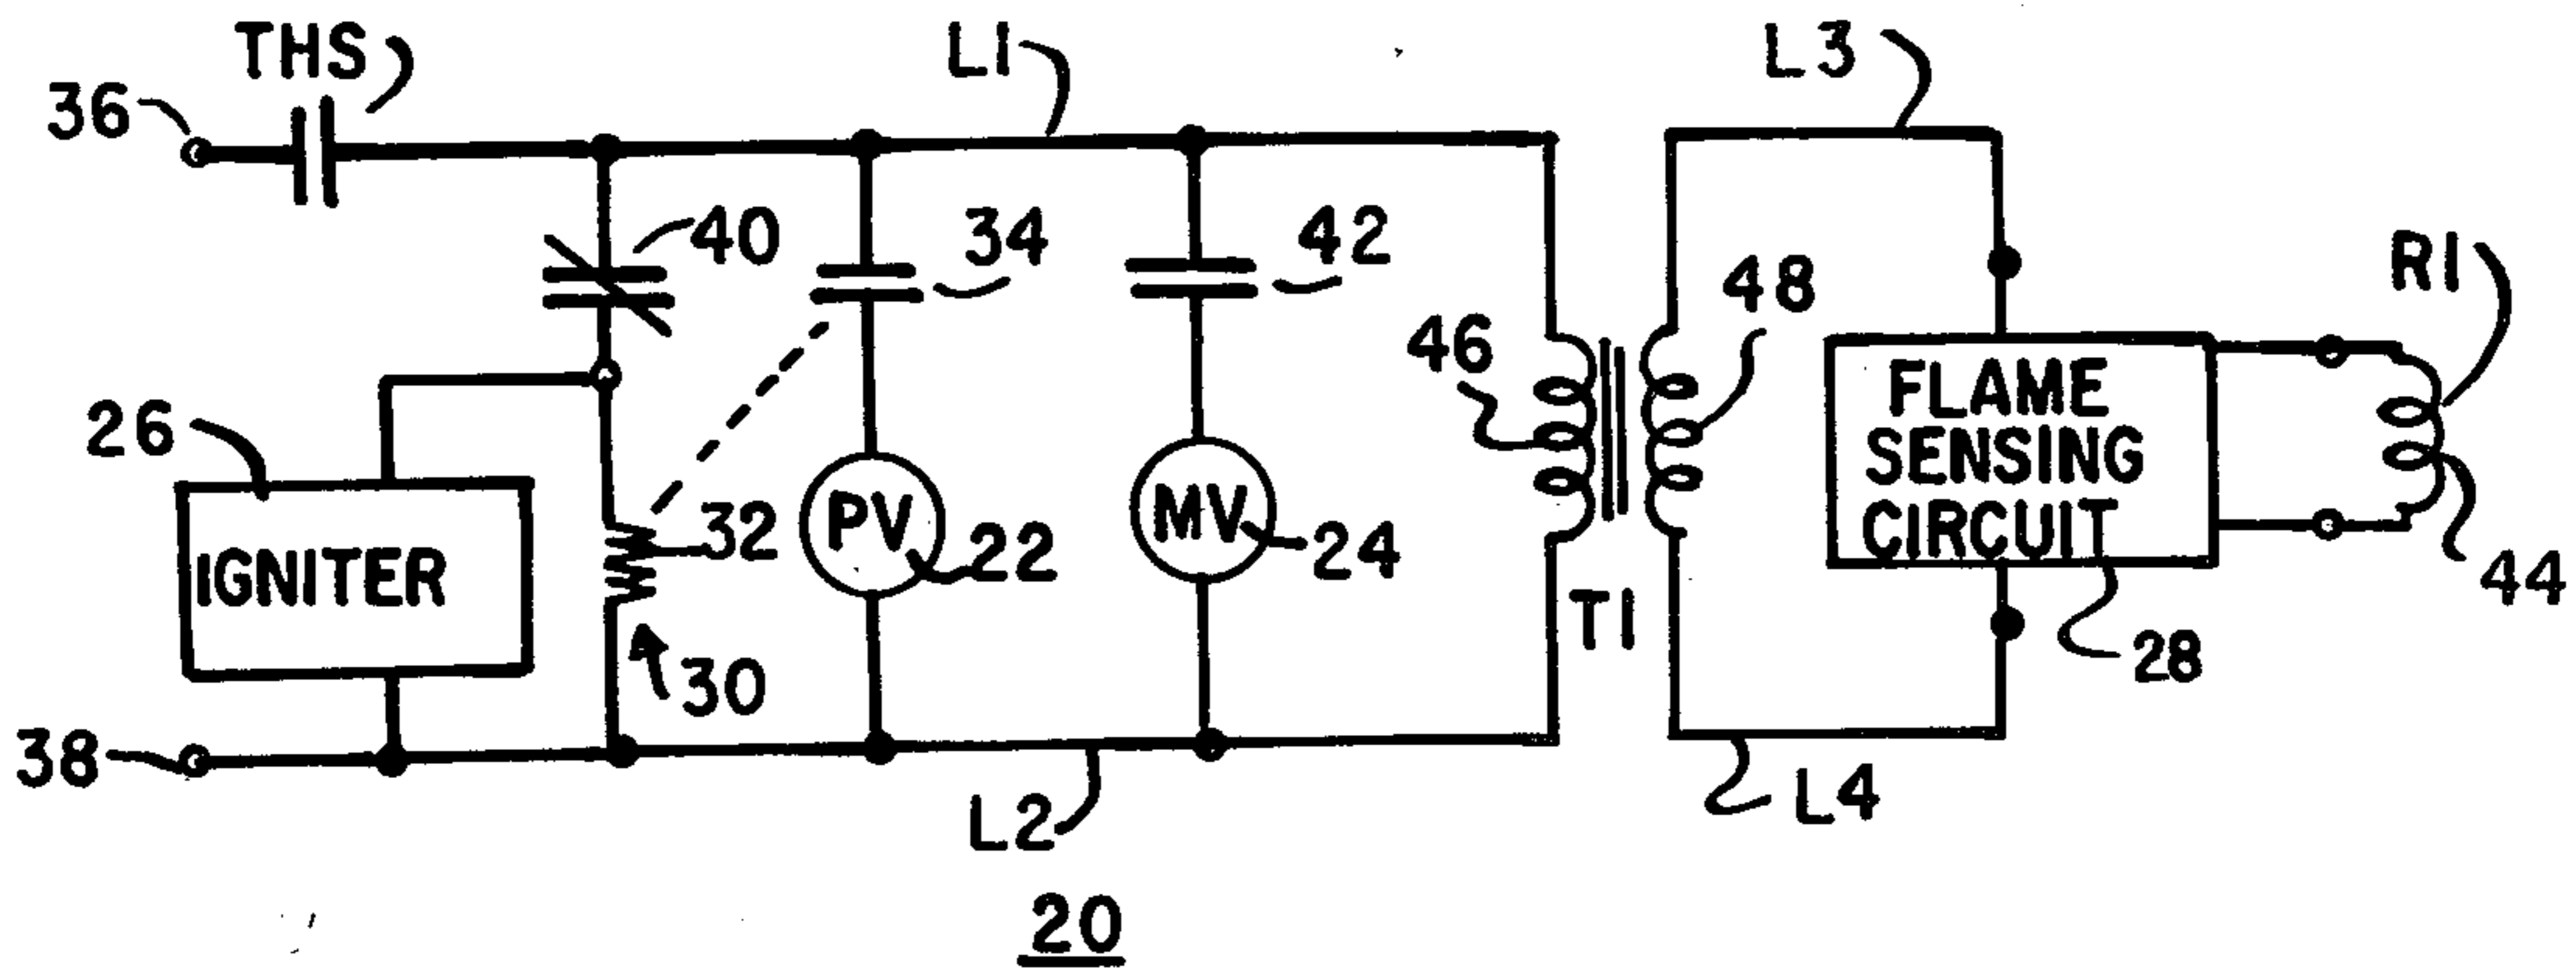 THS
L1
L3
36
40
34
42
48
R1
46
26
IGNITER
32
PV
22
MV
24
FLAME
SENSING
CIRCUIT
44
T1
28
30
38
L2
L4
20